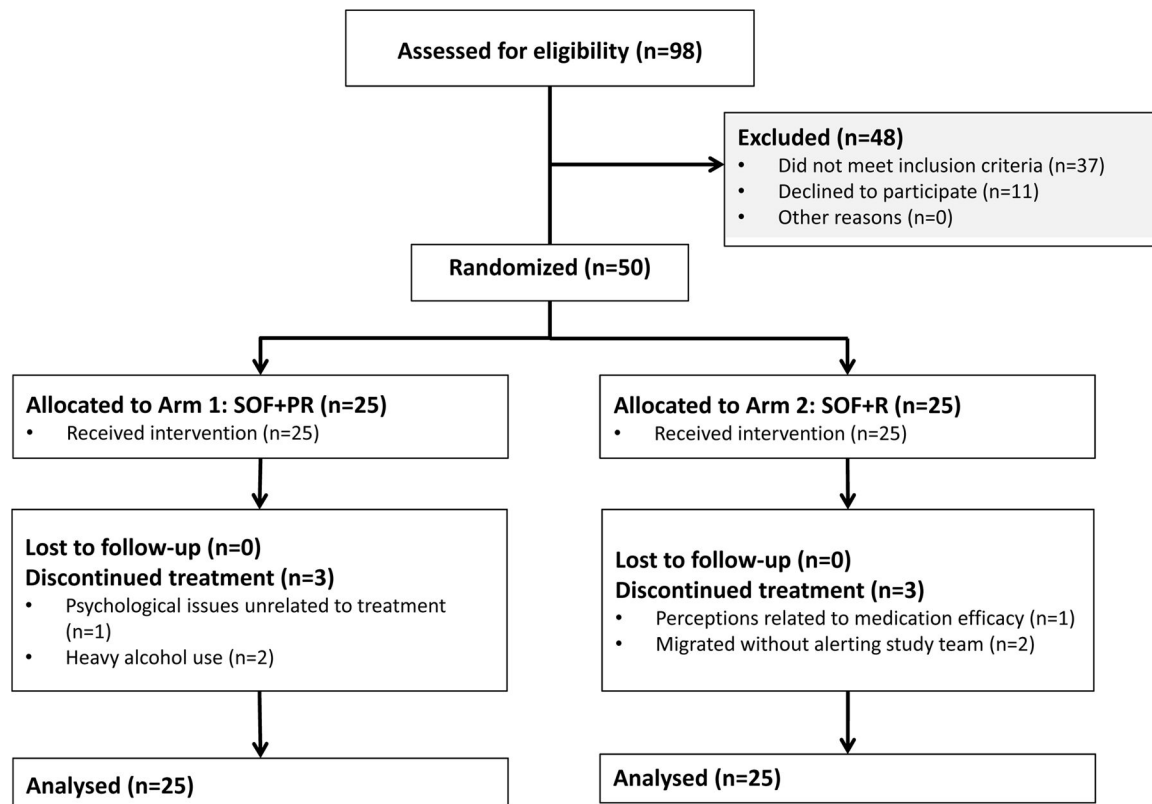 Assessed for eligibility (n=98)
Excluded (n=48)
• Did not meet inclusion criteria (n=37)
• Declined to participate (n=11)
• Other reasons (n=0)
Randomized (n=50)
Allocated to Arm 1: SOF+PR (n=25)
• Received intervention (n=25)
Allocated to Arm 2: SOF+R (n=25)
• Received intervention (n=25)
Lost to follow-up (n=0)
Discontinued treatment (n=3)
• Psychological issues unrelated to treatment
(n=1)
• Heavy alcohol use (n=2)
Lost to follow-up (n=0)
Discontinued treatment (n=3)
• Perceptions related to medication efficacy (n=1)
• Migrated without alerting study team (n=2)
Analysed (n=25)
Analysed (n=25)